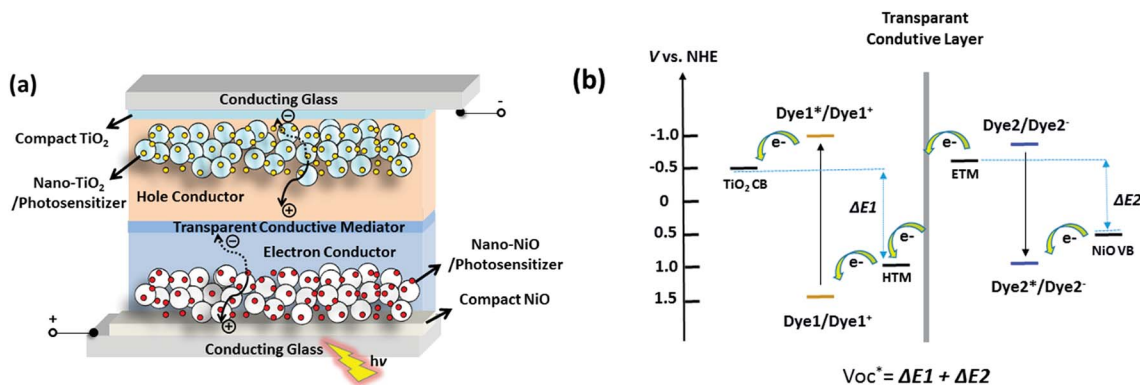 (a)
Conducting Glass
⊖
-
Compact TiO₂
Nano-TiO₂
/Photosensitizer
Hole Conductor
⊕
Transparent Conductive Mediator
⊖
Electron Conductor
Nano-NiO
/Photosensitizer
Compact NiO
⊕
+
Conducting Glass
hν
(b)
Transparant
Condutive Layer
V vs. NHE
-1.0
-0.5
0
0.5
1.0
1.5
Dye1*/Dye1⁺
e-
TiO₂ CB
ΔE1
e-
e-
HTM
Dye1/Dye1⁺
e-
ETM
Dye2/Dye2⁻
ΔE2
e-
NiO VB
Dye2*/Dye2⁻
Voc*= ΔE1 + ΔE2